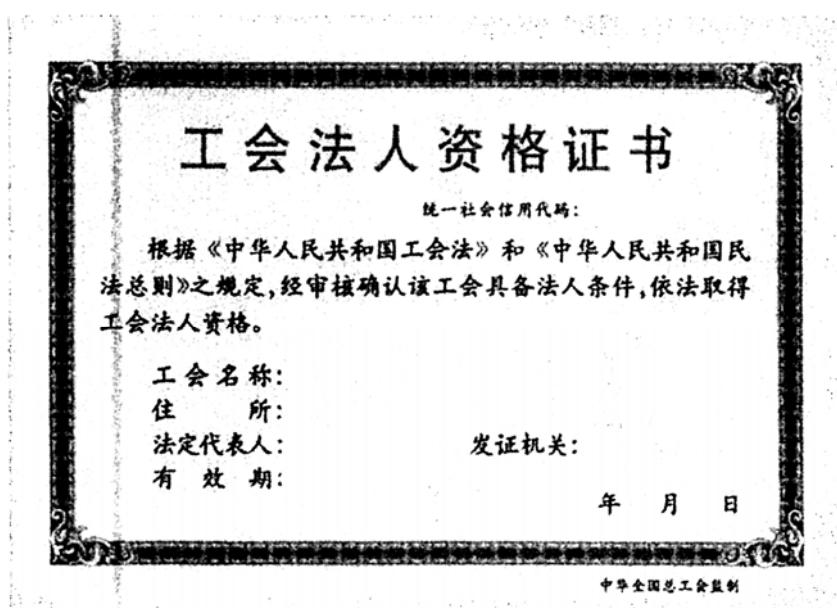 工会法人资格证书
统一社会信用代码：
根据《中华人民共和国工会法》和《中华人民共和国民
法总则》之规定，经审核确认该工会具备法人条件，依法取得
工会法人资格。
工会名称：
住所：
法定代表人：
发证机关：
有效期：
年 月 日
中华全国总工会监制